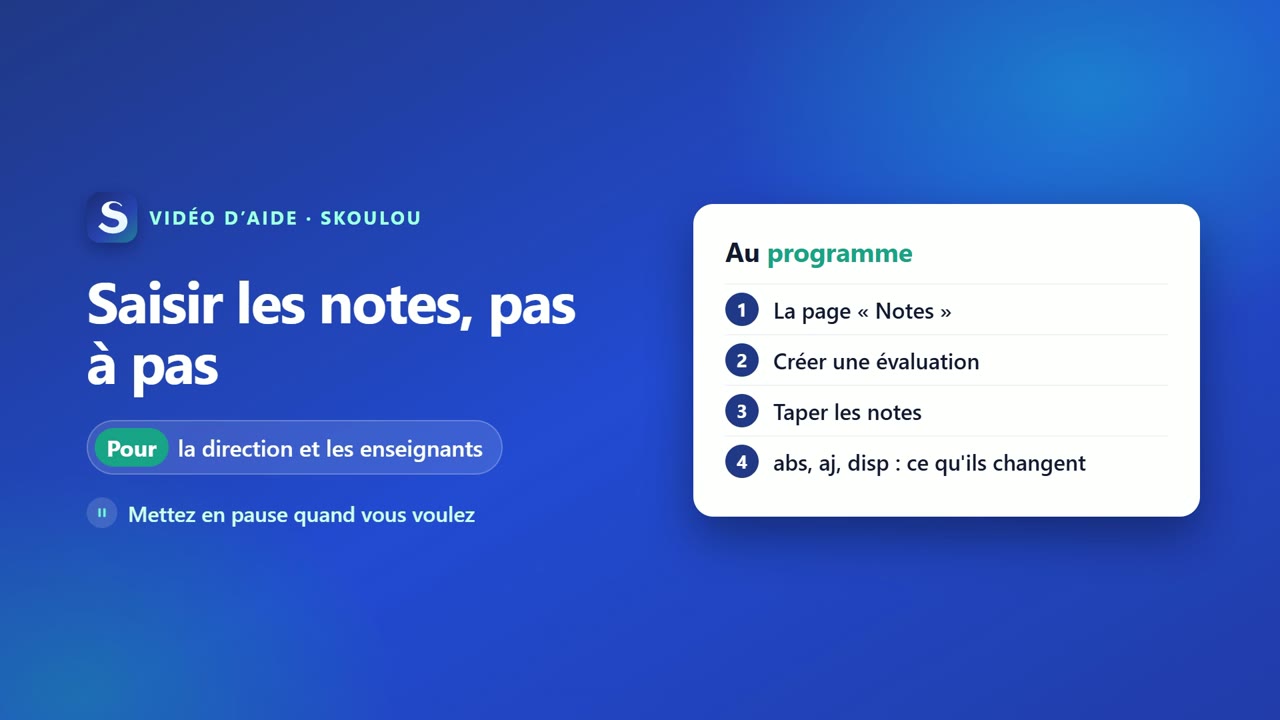 S
VIDÉO D’AIDE · SKOULOU
Saisir les notes, pas
à pas
Pour la direction et les enseignants
Mettez en pause quand vous voulez
Au programme
1 La page « Notes »
2 Créer une évaluation
3 Taper les notes
4 abs, aj, disp : ce qu'ils changent